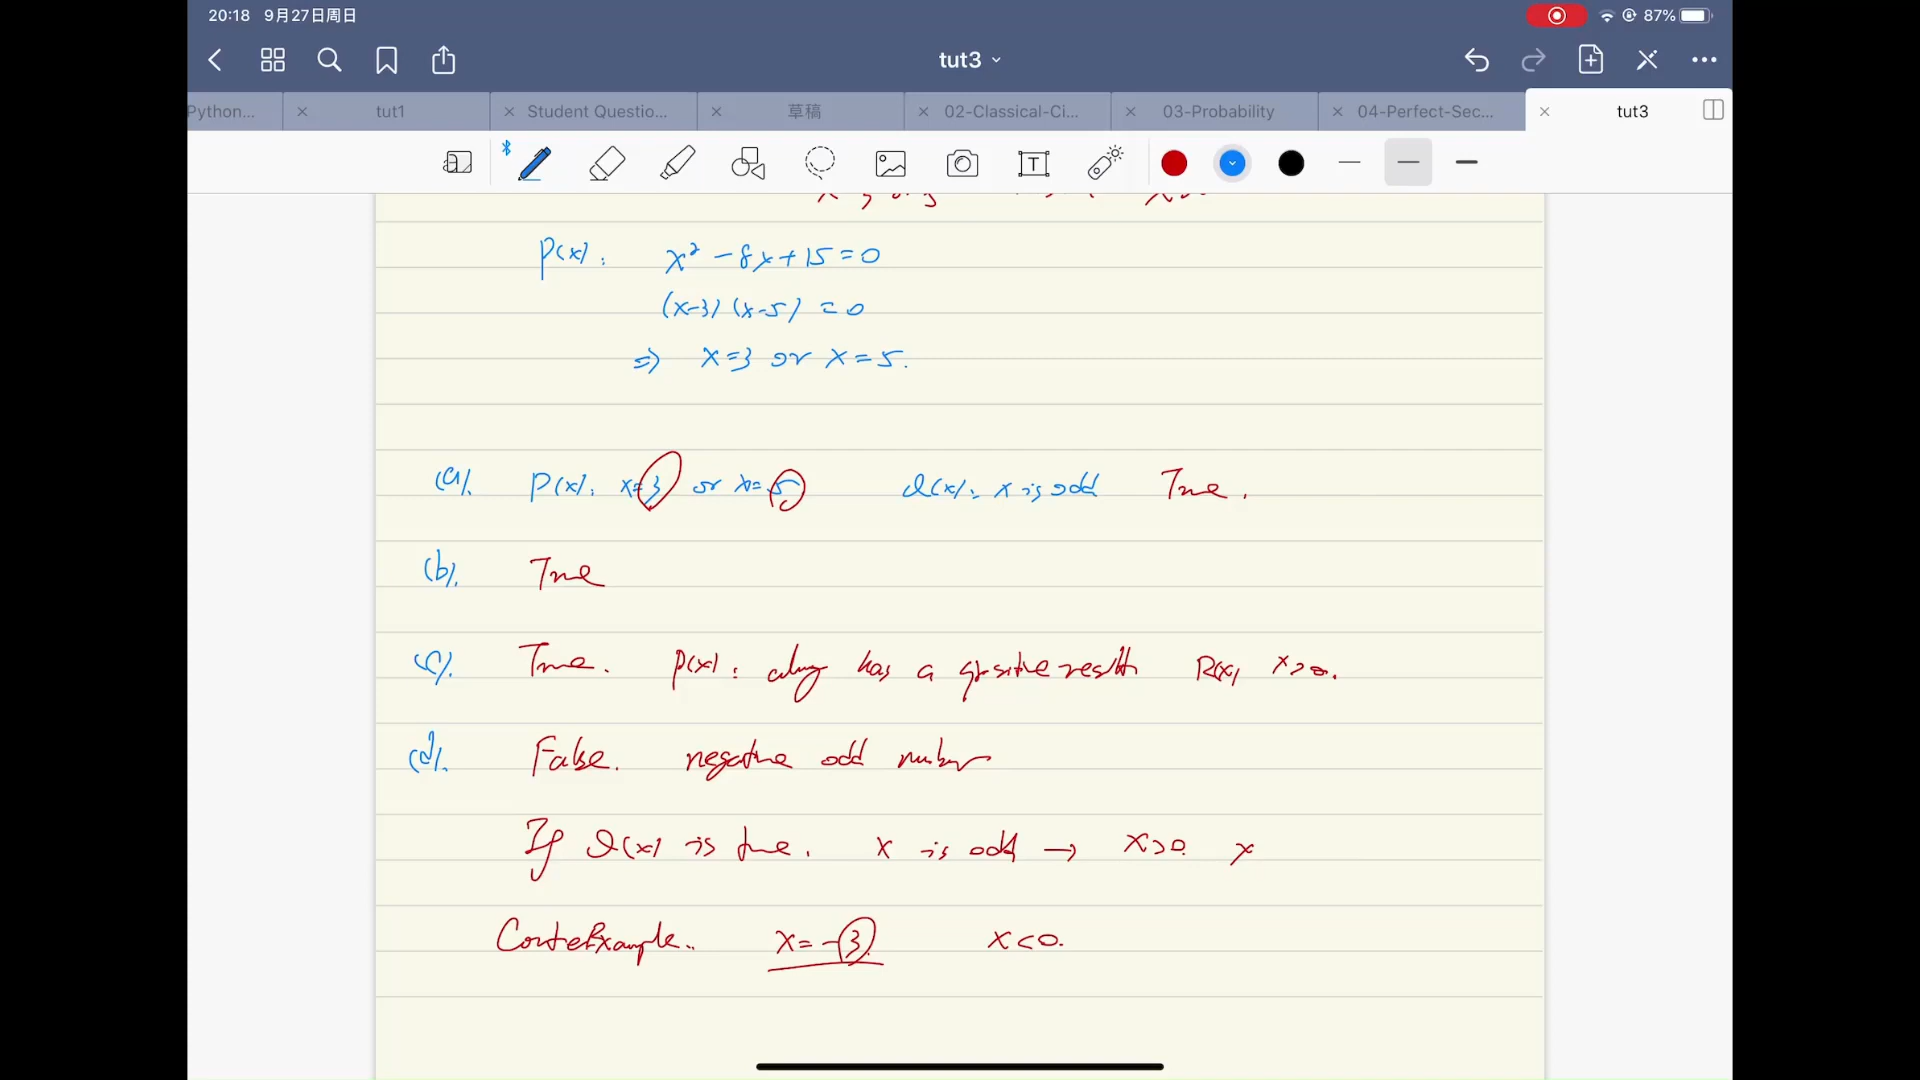 20:18 9月27日周日 87%
tut3
Python... tut1 Student Questio... 草稿 02-Classical-Ci... 03-Probability 04-Perfect-Sec... tut3
P(x): x² - 8x + 15 = 0
(x-3) (x-5) = 0
⇒ x=3 or x=5.
(a). P(x): x=3 or x=5 Q(x): x is odd True.
(b). True
(c). True. P(x): has a positive result R(x) x>0.
(d). False. negative odd number
If Q(x) is true. x is odd → x>0. x
CounterExample. x=-3 x<0.